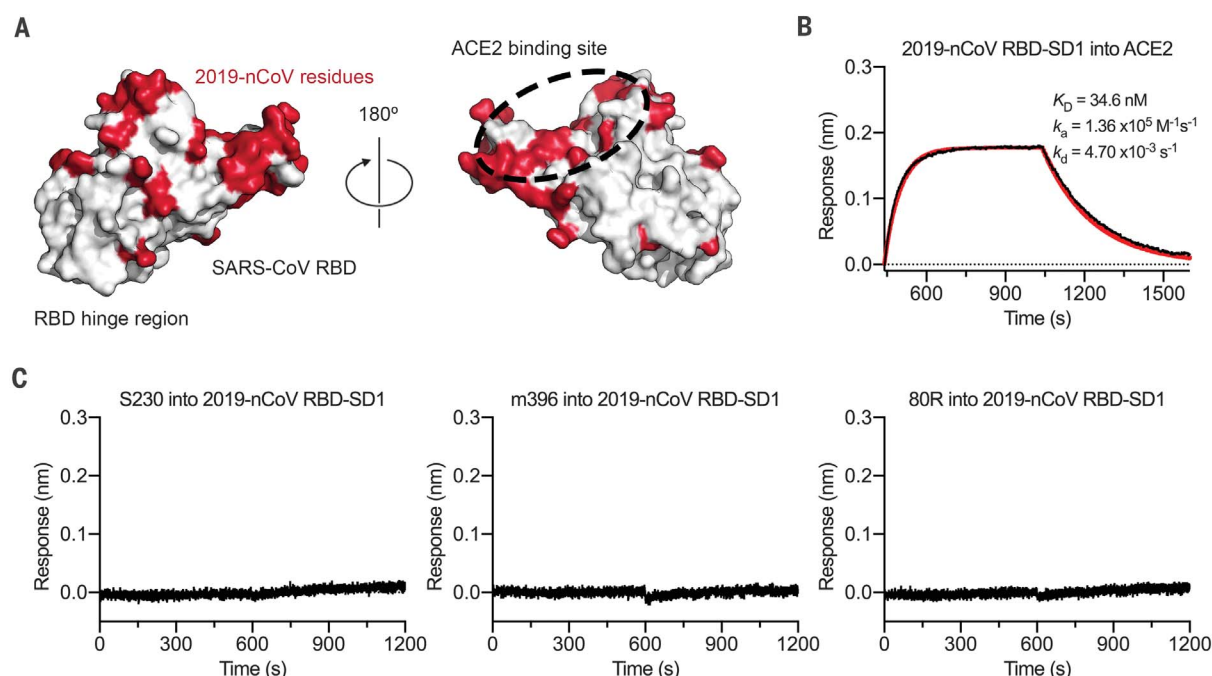 A
2019-nCoV residues
180º
SARS-CoV RBD
RBD hinge region
ACE2 binding site
B
2019-nCoV RBD-SD1 into ACE2
K_D = 34.6 nM
k_a = 1.36 x10⁵ M⁻¹s⁻¹
k_d = 4.70 x10⁻³ s⁻¹
Response (nm)
0.3
0.2
0.1
0.0
600 900 1200 1500
Time (s)
C
S230 into 2019-nCoV RBD-SD1
Response (nm)
0.3
0.2
0.1
0.0
0 300 600 900 1200
Time (s)
m396 into 2019-nCoV RBD-SD1
Response (nm)
0.3
0.2
0.1
0.0
0 300 600 900 1200
Time (s)
80R into 2019-nCoV RBD-SD1
Response (nm)
0.3
0.2
0.1
0.0
0 300 600 900 1200
Time (s)